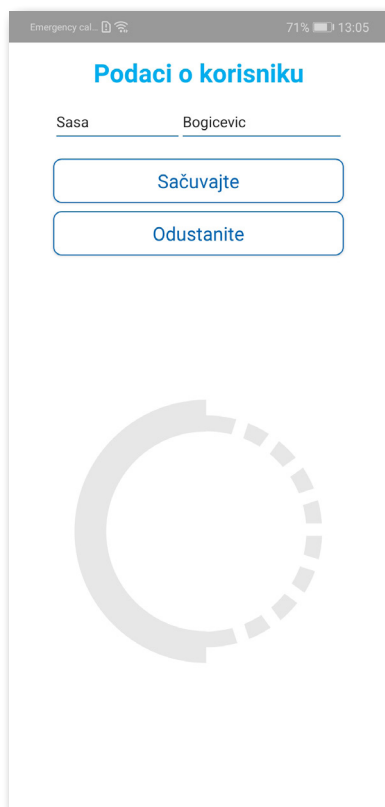 Emergency cal... 71% 13:05
Podaci o korisniku
Sasa Bogicevic
Sačuvajte
Odustanite